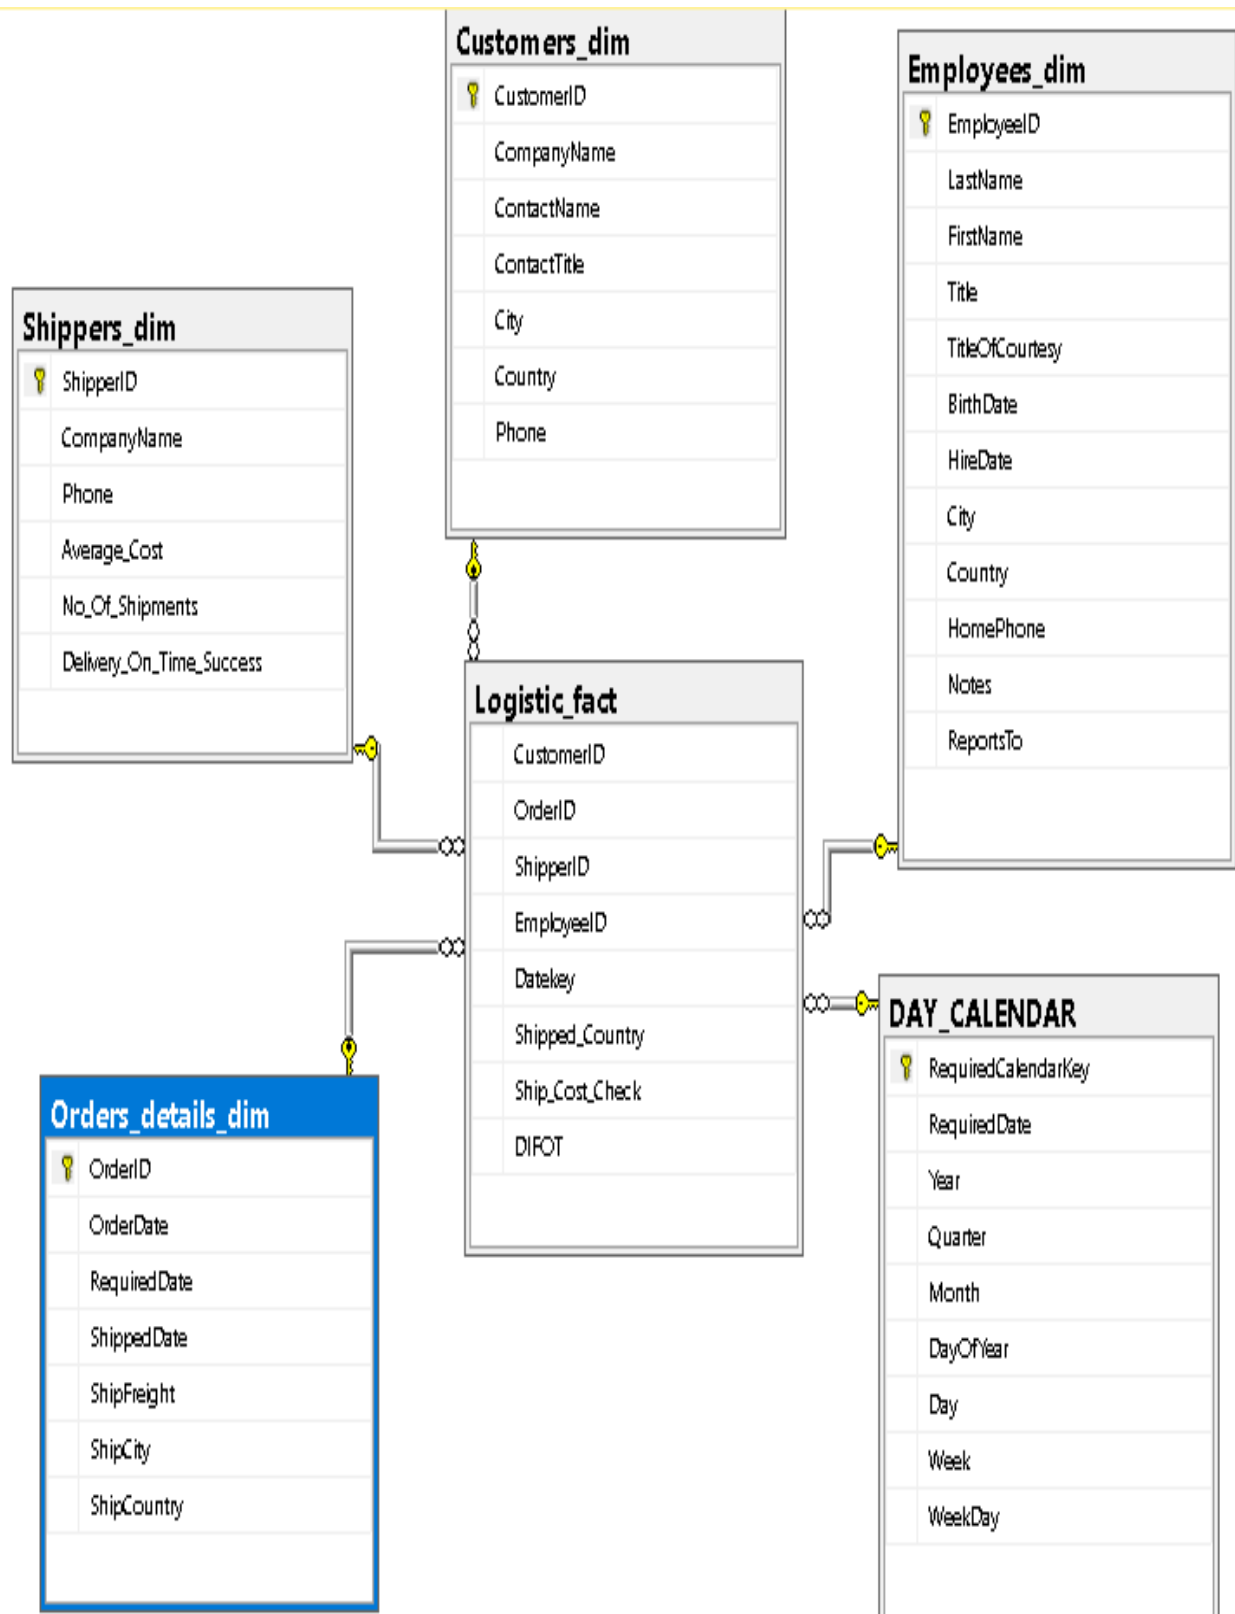 Customers_dim
CustomerID
CompanyName
ContactName
ContactTitle
City
Country
Phone
Employees_dim
EmployeeID
LastName
FirstName
Title
TitleOfCourtesy
BirthDate
HireDate
City
Country
HomePhone
Notes
ReportsTo
Shippers_dim
ShipperID
CompanyName
Phone
Average_Cost
No_Of_Shipments
Delivery_On_Time_Success
Logistic_fact
CustomerID
OrderID
ShipperID
EmployeeID
Datekey
Shipped_Country
Ship_Cost_Check
DIFOT
Orders_details_dim
OrderID
OrderDate
RequiredDate
ShippedDate
ShipFreight
ShipCity
ShipCountry
DAY_CALENDAR
RequiredCalendarKey
RequiredDate
Year
Quarter
Month
DayOfYear
Day
Week
WeekDay